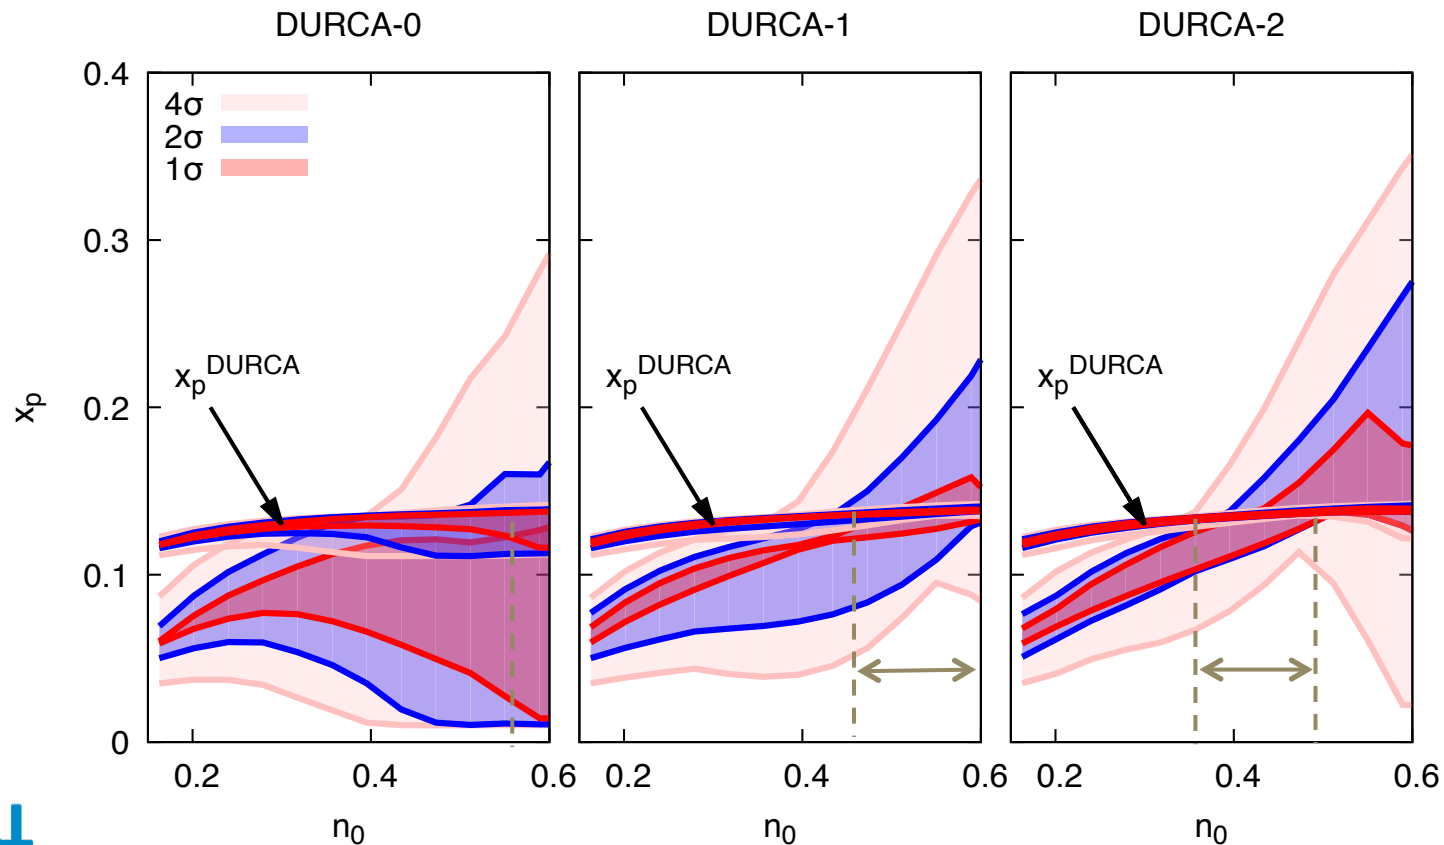 DURCA-0 DURCA-1 DURCA-2
0.4
4σ
2σ
1σ
0.3
x_p^DURCA x_p^DURCA x_p^DURCA
x_p
0.2
0.1
0
0.2 0.4 0.6 0.2 0.4 0.6 0.2 0.4 0.6
n_0 n_0 n_0